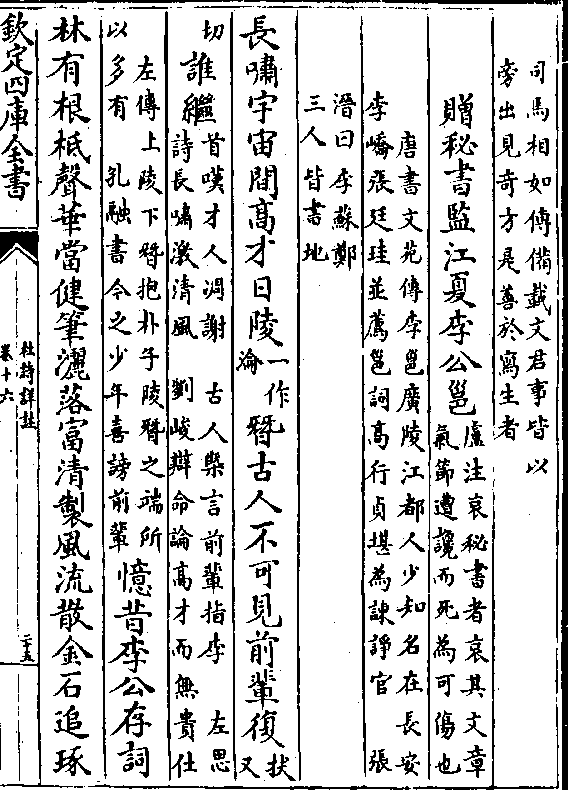 司馬相如傳備載文君事皆以
旁出見奇方是善於寫生者
贈秘書監江夏李公邕盧注哀秘書者哀其文章
氣節遭讒而死為可傷也
唐書文苑傳李邕廣陵江都人少知名在長安
李嶠張廷珪並薦邕詞高行貞堪為諫諍官 張
溍曰李蘇鄭
三人皆書地
長嘯宇宙間高才日陵一作淪替古人不可見前輩復扶又
切誰繼首嘆才人凋謝 古人槩言前輩指李 左思
詩長嘯激清風 劉峻辯命論高才而無貴仕
左傳上陵下替抱朴子陵替之端所
以多有 孔融書今之少年喜謗前輩憶昔李公存詞
林有根柢聲華當健筆灑落富清製風流散金石追琢
欽定四庫全書
杜詩詳註
卷十六
二十五